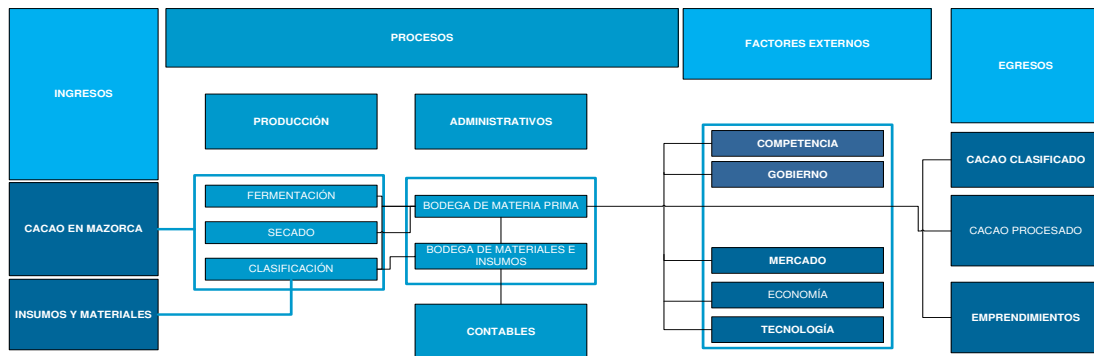 INGRESOS
PROCESOS
FACTORES EXTERNOS
EGRESOS
PRODUCCIÓN
ADMINISTRATIVOS
CACAO EN MAZORCA
INSUMOS Y MATERIALES
FERMENTACIÓN
SECADO
CLASIFICACIÓN
BODEGA DE MATERIA PRIMA
BODEGA DE MATERIALES E
INSUMOS
CONTABLES
COMPETENCIA
GOBIERNO
MERCADO
ECONOMÍA
TECNOLOGÍA
CACAO CLASIFICADO
CACAO PROCESADO
EMPRENDIMIENTOS